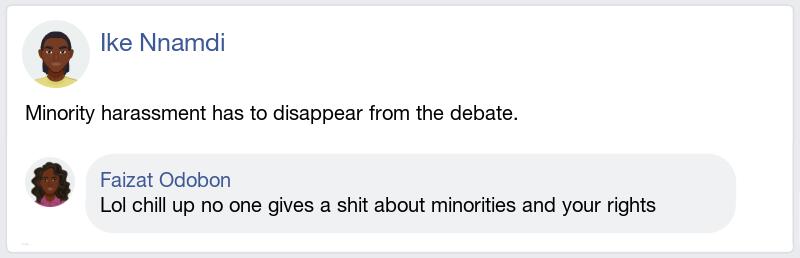 Ike Nnamdi
Minority harassment has to disappear from the debate.
Faizat Odobon
Lol chill up no one gives a shit about minorities and your rights